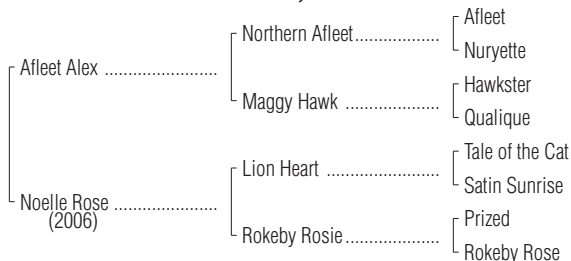 Afleet
Northern Afleet..................
Nuryette
Afleet Alex ........................
Hawkster
Maggy Hawk ....................
Qualique
Tale of the Cat
Lion Heart ........................
Satin Sunrise
Noelle Rose ......................
(2006)
Prized
Rokeby Rosie....................
Rokeby Rose